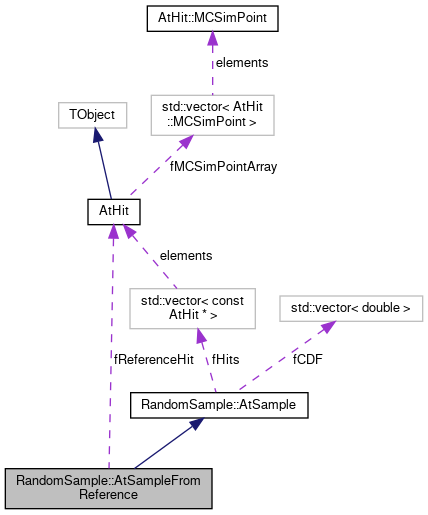 AtHit::MCSimPoint
elements
std::vector< AtHit
::MCSimPoint >
TObject
fMCSimPointArray
AtHit
elements
std::vector< const
AtHit * >
std::vector< double >
fReferenceHit
fHits
fCDF
RandomSample::AtSample
RandomSample::AtSampleFrom
Reference